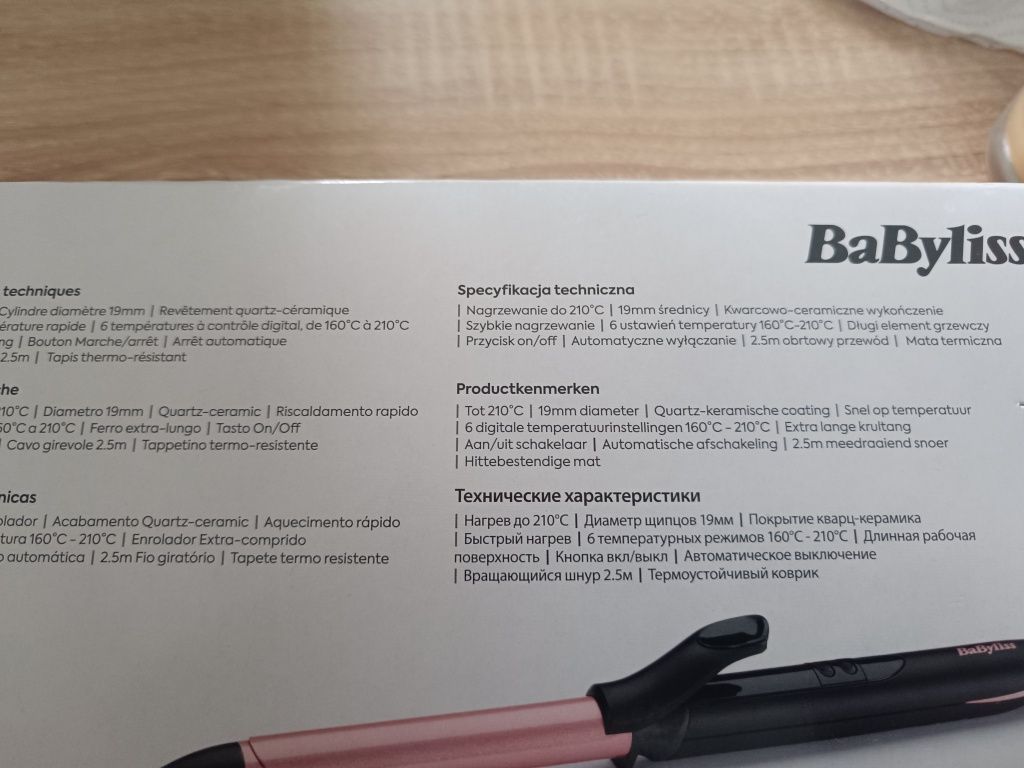 BaByliss
techniques
Cylindre diamètre 19mm | Revêtement quartz-céramique
rapide | 6 températures à contrôle digital, de 160°C à 210°C
| Bouton Marche/arrêt | Arrêt automatique
2.5m | Tapis thermo-résistant
Specyfikacja techniczna
| Nagrzewanie do 210°C | 19mm średnicy | Kwarcowo-ceramiczne wykończenie
| Szybkie nagrzewanie | 6 ustawień temperatury 160°C-210°C | Długi element grzewczy
| Przycisk on/off | Automatyczne wyłączanie | 2.5m obrtowy przewód | Mata termiczna
210°C | Diametro 19mm | Quartz-ceramic | Riscaldamento rapido
a 210°C | Ferro extra-lungo | Tasto On/Off
| Cavo girevole 2.5m | Tappetino termo-resistente
Productkenmerken
| Tot 210°C | 19mm diameter | Quartz-keramische coating | Snel op temperatuur
| 6 digitale temperatuurinstellingen 160°C - 210°C | Extra lange krultang
| Aan/uit schakelaar | Automatische afschakeling | 2.5m meedraaiend snoer
| Hittebestendige mat
| Acabamento Quartz-ceramic | Aquecimento rápido
160°C - 210°C | Enrolador Extra-comprido
automática | 2.5m Fio giratório | Tapete termo resistente
Технические характеристики
| Нагрев до 210°C | Диаметр щипцов 19мм | Покрытие кварц-керамика
| Быстрый нагрев | 6 температурных режимов 160°C - 210°C | Длинная рабочая
поверхность | Кнопка вкл/выкл | Автоматическое выключение
| Вращающийся шнур 2.5м | Термоустойчивый коврик
BaByliss